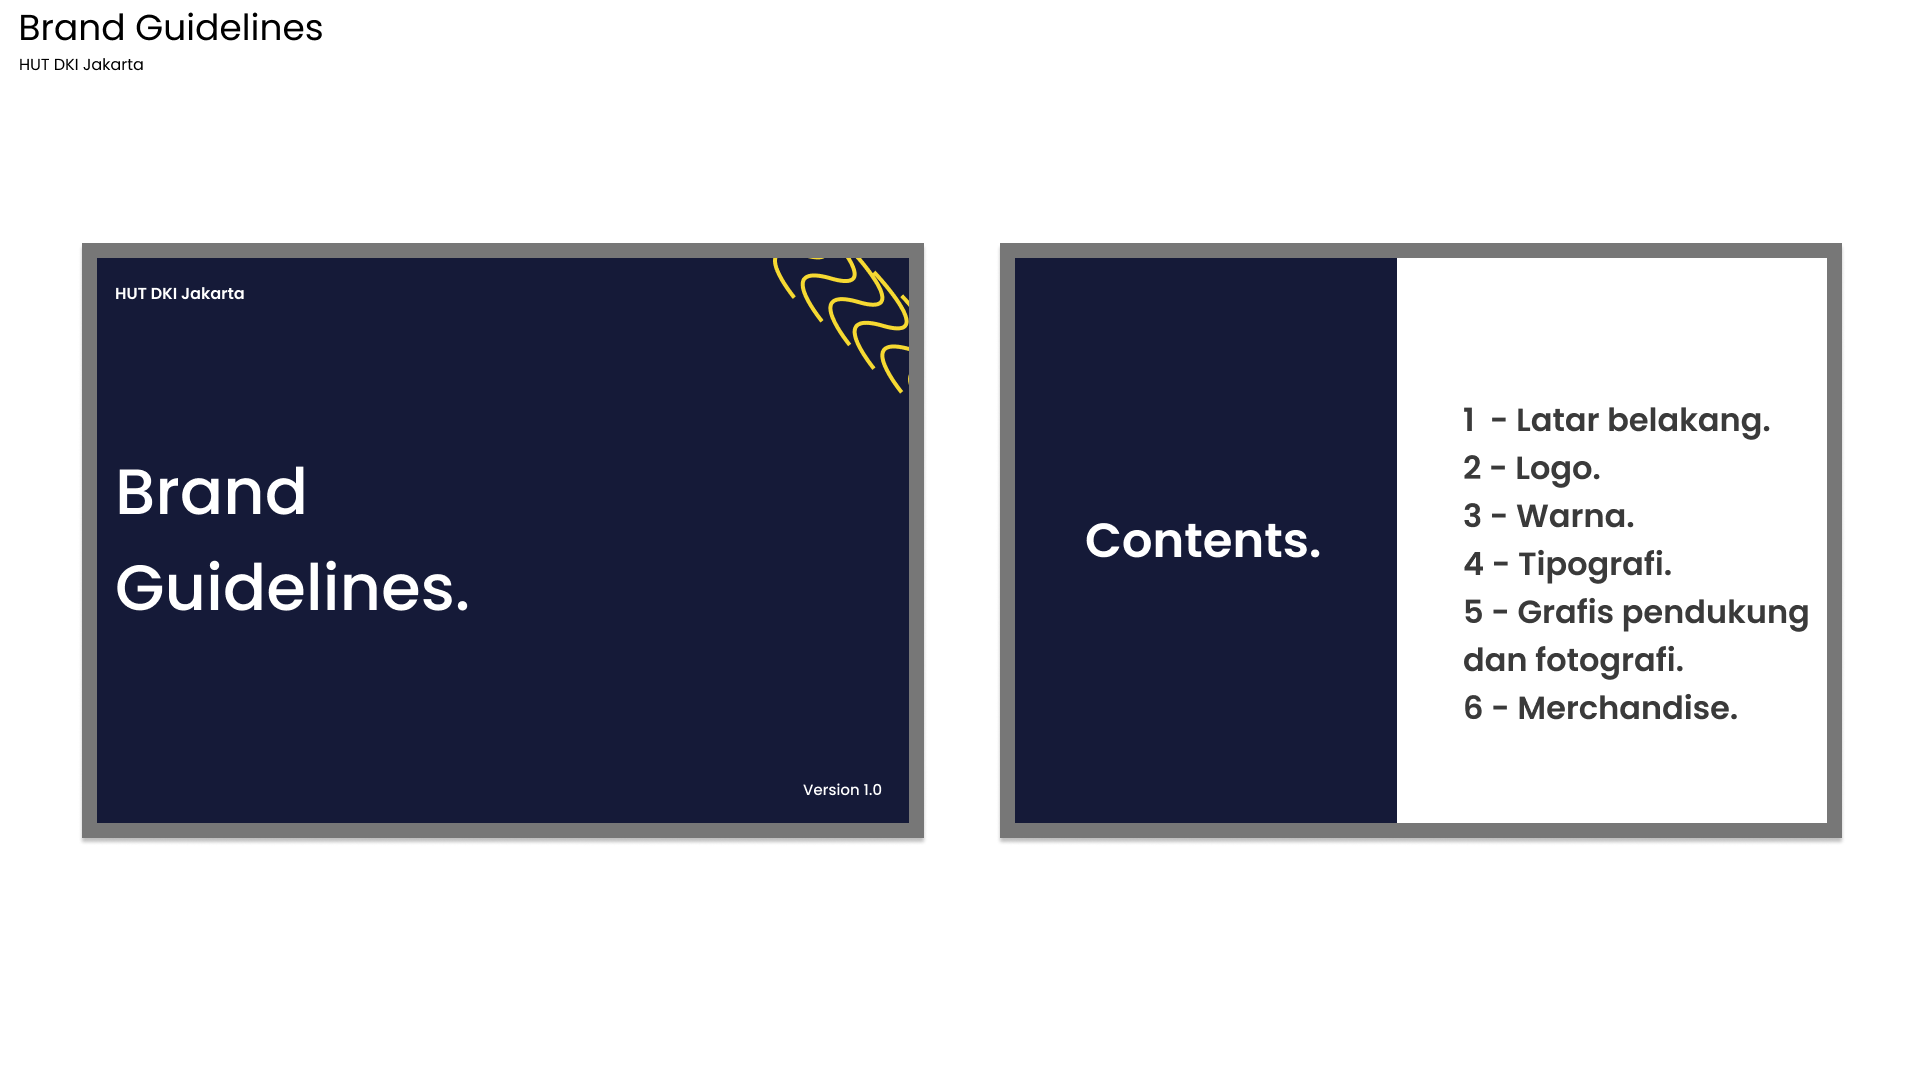 Brand Guidelines
HUT DKI Jakarta
HUT DKI Jakarta
Brand
Guidelines.
Version 1.0
Contents.
1 - Latar belakang.
2 - Logo.
3 - Warna.
4 - Tipografi.
5 - Grafis pendukung
dan fotografi.
6 - Merchandise.